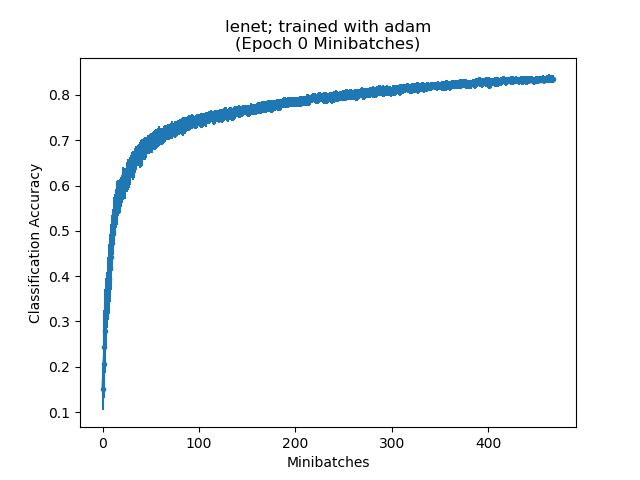 lenet; trained with adam
(Epoch 0 Minibatches)
0.8
0.7
0.6
0.5
0.4
0.3
0.2
0.1
Classification Accuracy
0 100 200 300 400
Minibatches